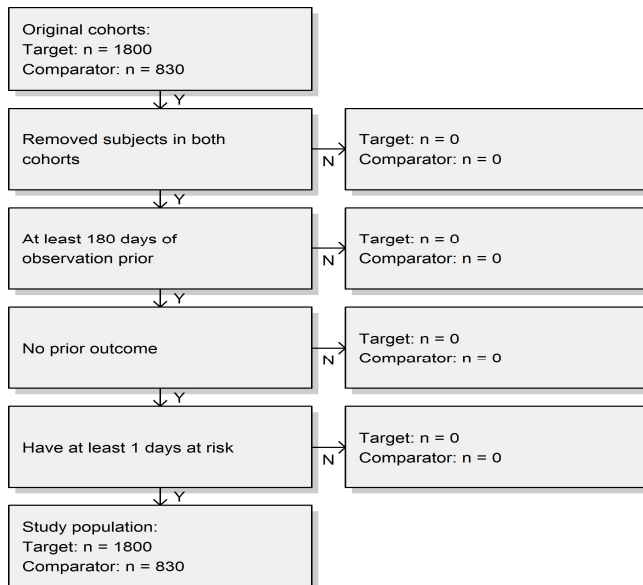 Original cohorts:
Target: n = 1800
Comparator: n = 830
Y
Removed subjects in both
cohorts
N
Target: n = 0
Comparator: n = 0
Y
At least 180 days of
observation prior
N
Target: n = 0
Comparator: n = 0
Y
No prior outcome
N
Target: n = 0
Comparator: n = 0
Y
Have at least 1 days at risk
N
Target: n = 0
Comparator: n = 0
Y
Study population:
Target: n = 1800
Comparator: n = 830